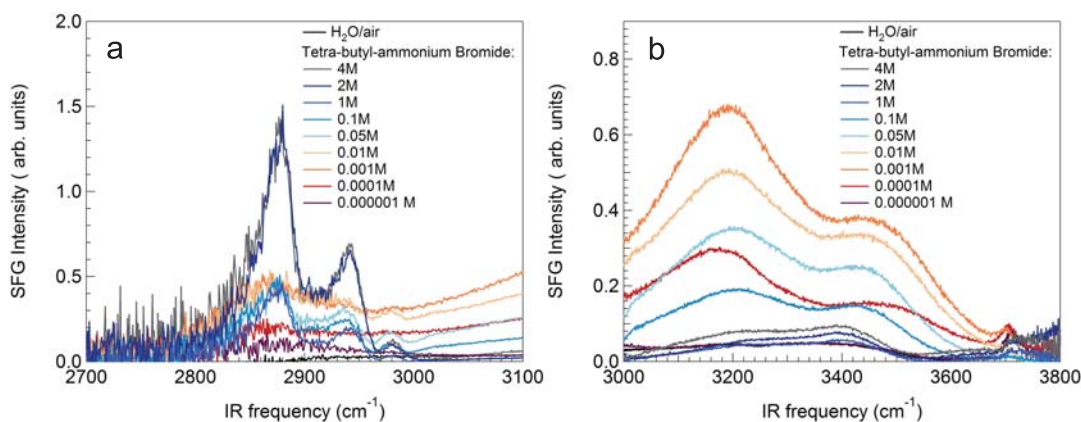 a
H₂O/air
Tetra-butyl-ammonium Bromide:
4M
2M
1M
0.1M
0.05M
0.01M
0.001M
0.0001M
0.000001 M
SFG Intensity ( arb. units)
2.0
1.5
1.0
0.5
0.0
2700 2800 2900 3000 3100
IR frequency (cm⁻¹)
b
H₂O/air
Tetra-butyl-ammonium Bromide:
4M
2M
1M
0.1M
0.05M
0.01M
0.001M
0.0001M
0.000001 M
SFG Intensity ( arb. units)
0.8
0.6
0.4
0.2
0.0
3000 3200 3400 3600 3800
IR frequency (cm⁻¹)